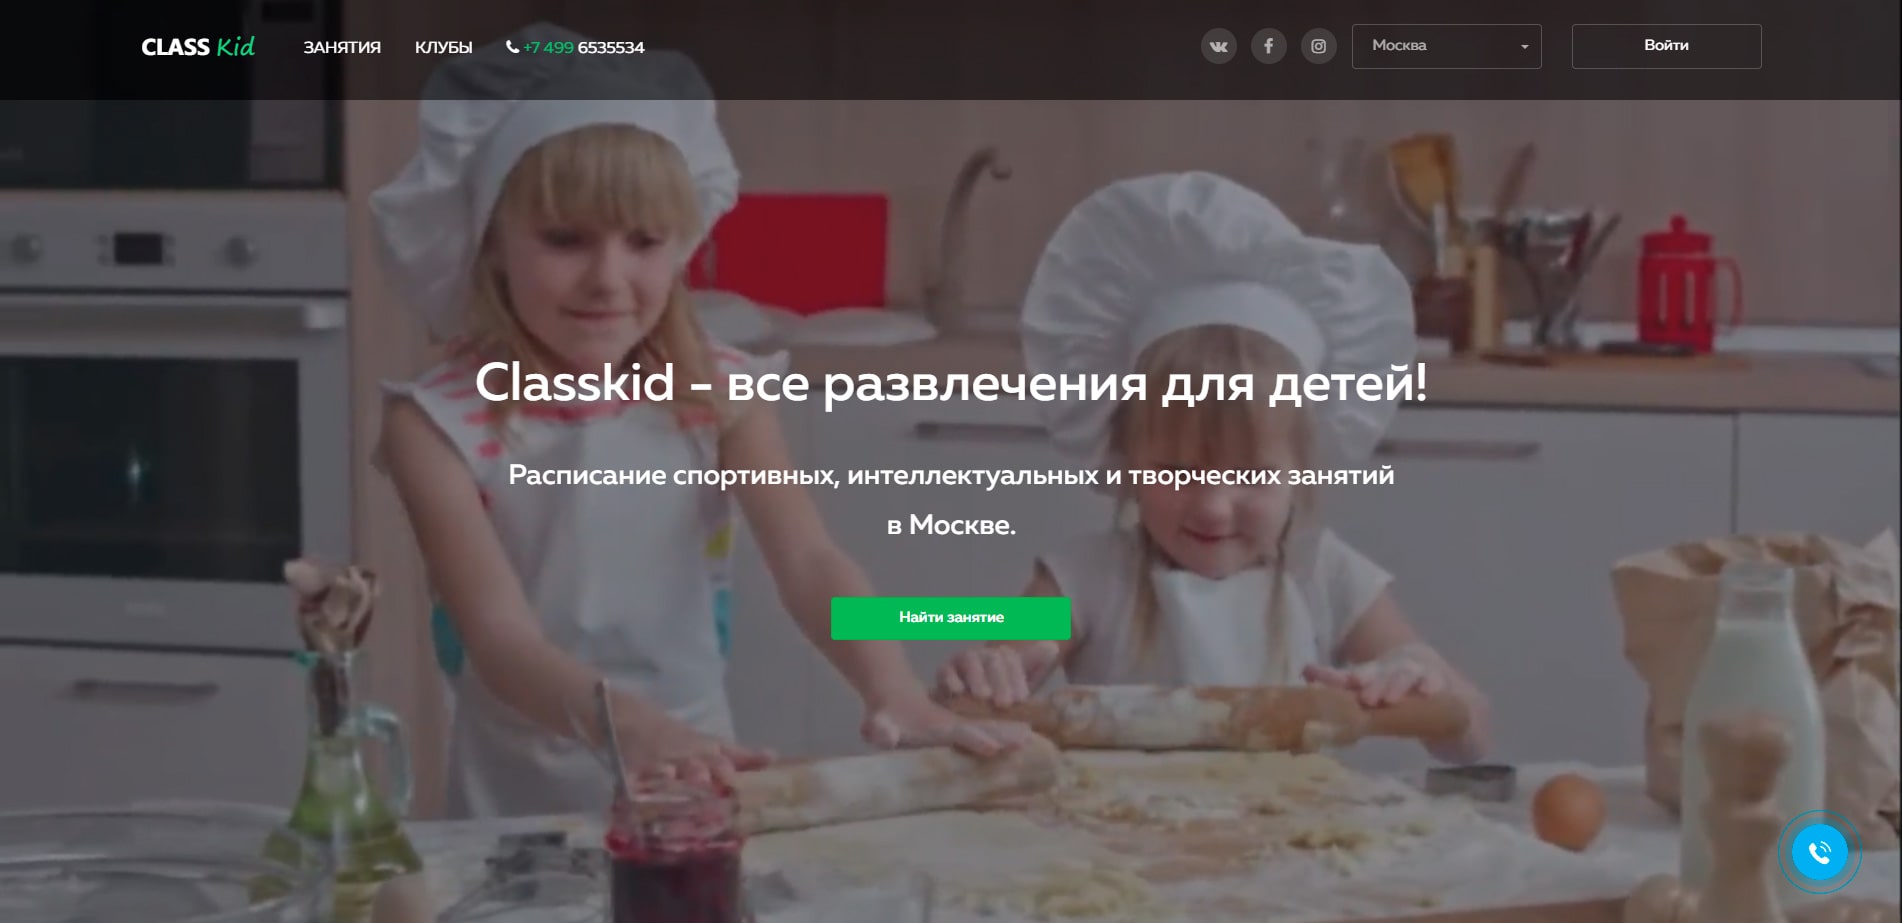 CLASS Kid
ЗАНЯТИЯ
КЛУБЫ
+7 499 6535534
Москва
Войти
Classkid - все развлечения для детей!
Расписание спортивных, интеллектуальных и творческих занятий
в Москве.
Найти занятие